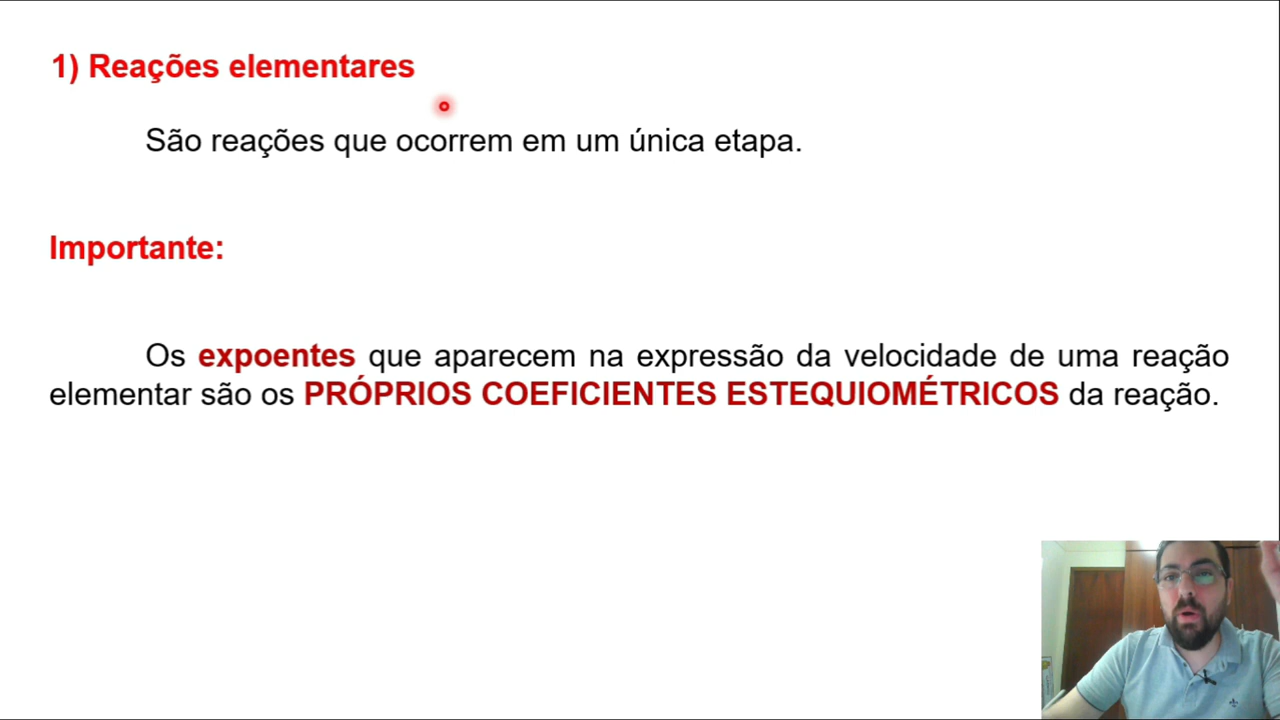 1) Reações elementares
São reações que ocorrem em um única etapa.
Importante:
Os expoentes que aparecem na expressão da velocidade de uma reação
elementar são os PRÓPRIOS COEFICIENTES ESTEQUIOMÉTRICOS da reação.